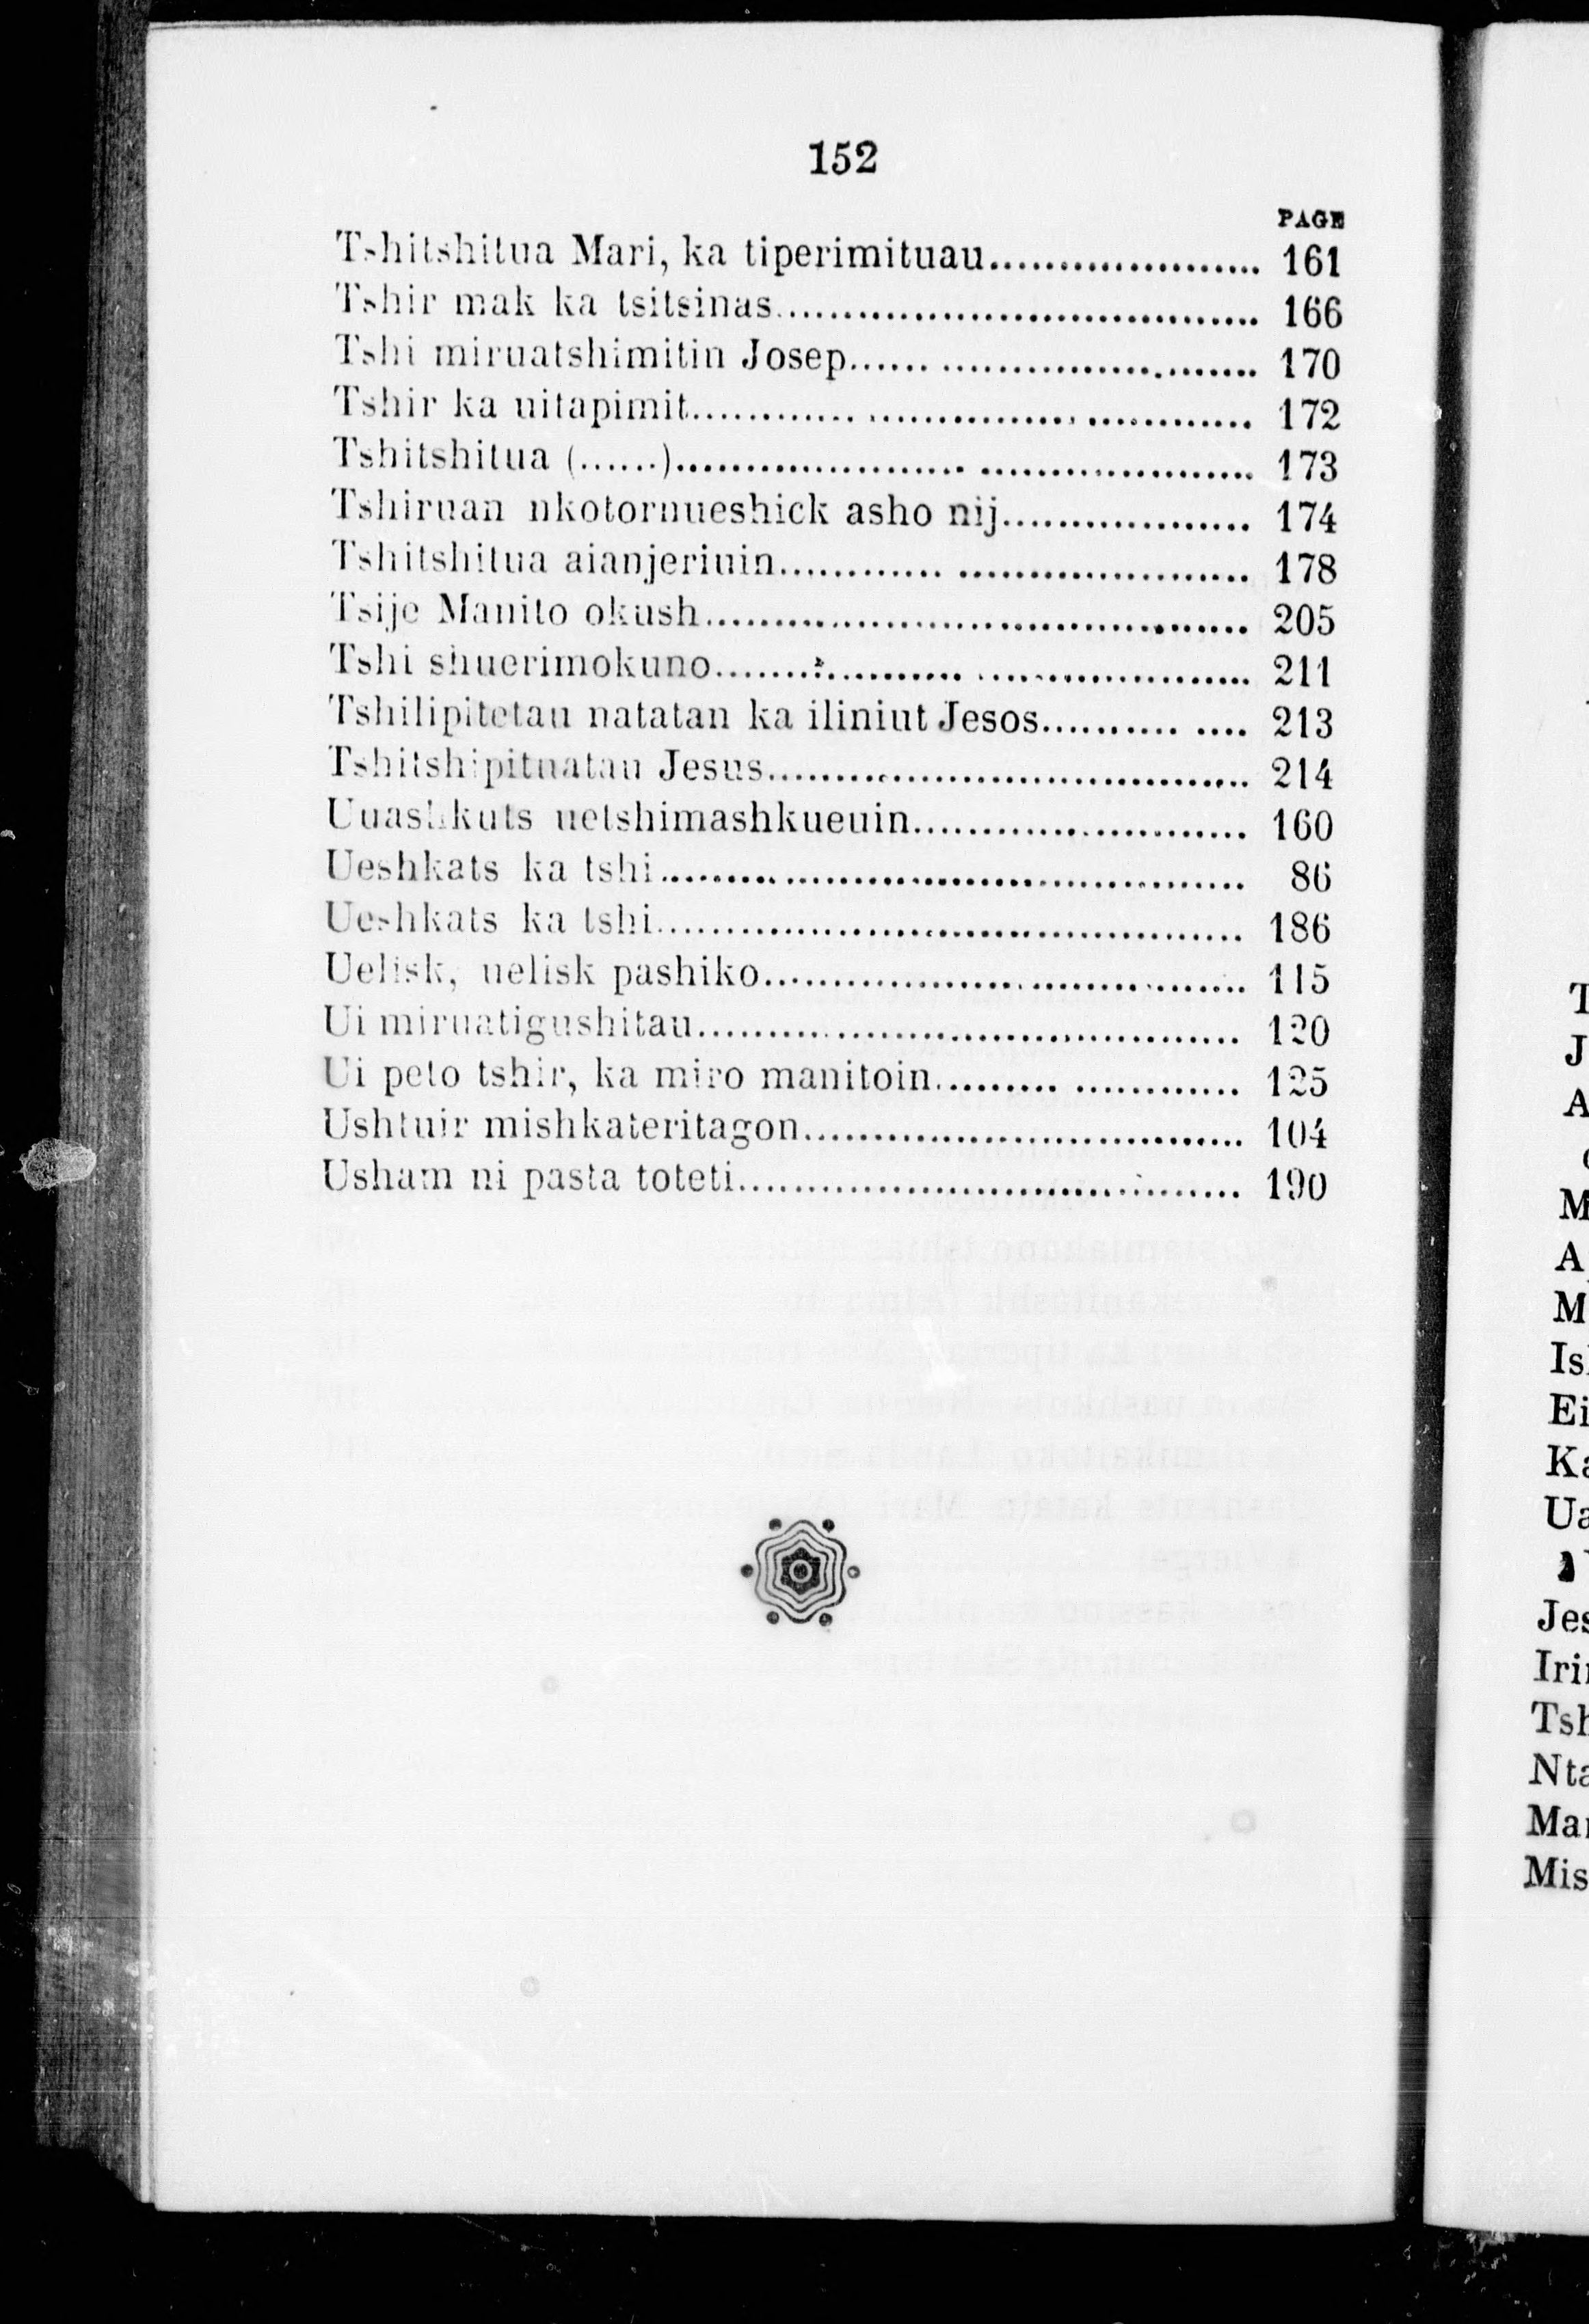 152
PAGE
Tshitshitua Mari, ka tiperimituau..................... 161
Tshir mak ka tsitsinas..................................... 166
Tshi miruatshimitin Josep............................... 170
Tshir ka uitapimit........................................... 172
Tshitshitua (......)............................................ 173
Tshiruan nkotornueshick asho nij.................. 174
Tshitshitua aianjeriuin.................................... 178
Tsije Manito okush.......................................... 205
Tshi shuerimokuno......................................... 211
Tshilipitetau natatan ka iliniut Jesos.............. 213
Tshitshipituatau Jesus..................................... 214
Uuashkuts uetshimashkueuin......................... 160
Ueshkats ka tshi............................................. 86
Ueshkats ka tshi............................................. 186
Uelisk, uelisk pashiko..................................... 115
Ui miruatigushitau.......................................... 120
Ui peto tshir, ka miro manitoin....................... 125
Ushtuir mishkateritagon................................. 104
Usham ni pasta toteti...................................... 190
T
J
A
M
A
M
Is
Ei
Ka
Ua
Jes
Iri
Tsh
Nta
Mar
Mis